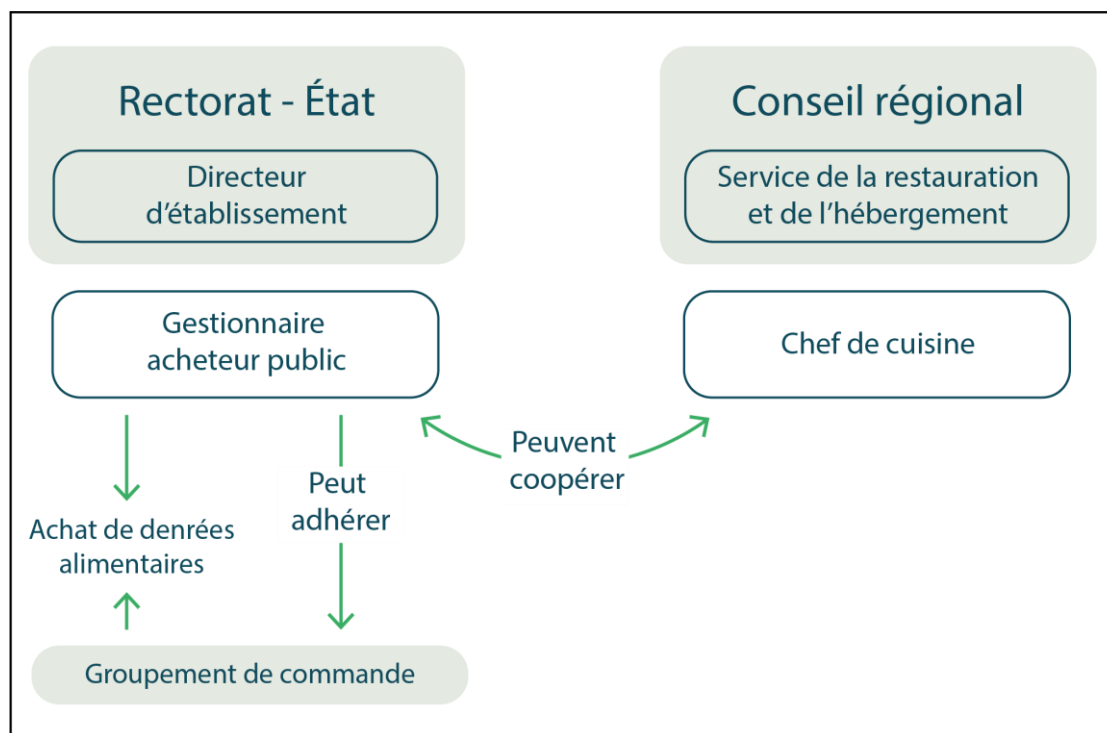 Rectorat - État
Directeur
d’établissement
Gestionnaire
acheteur public
Achat de denrées
alimentaires
Peut
adhérer
Groupement de commande
Peuvent
coopérer
Conseil régional
Service de la restauration
et de l’hébergement
Chef de cuisine